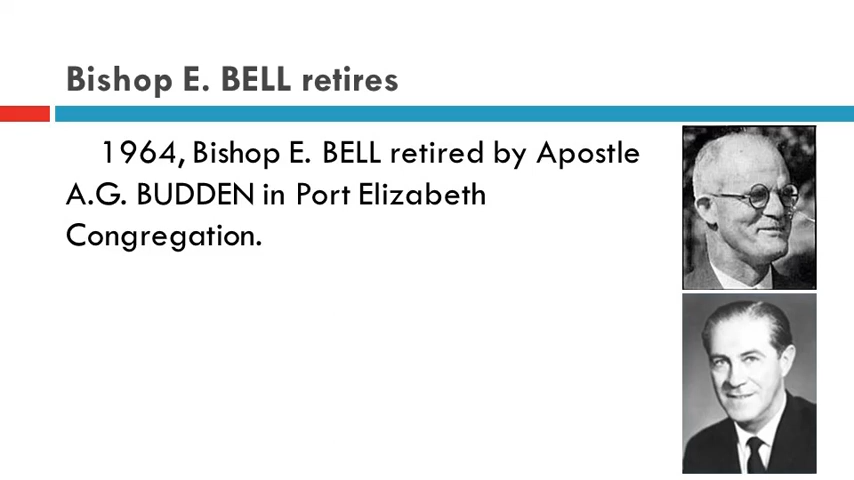 Bishop E. BELL retires
1964, Bishop E. BELL retired by Apostle
A.G. BUDDEN in Port Elizabeth
Congregation.